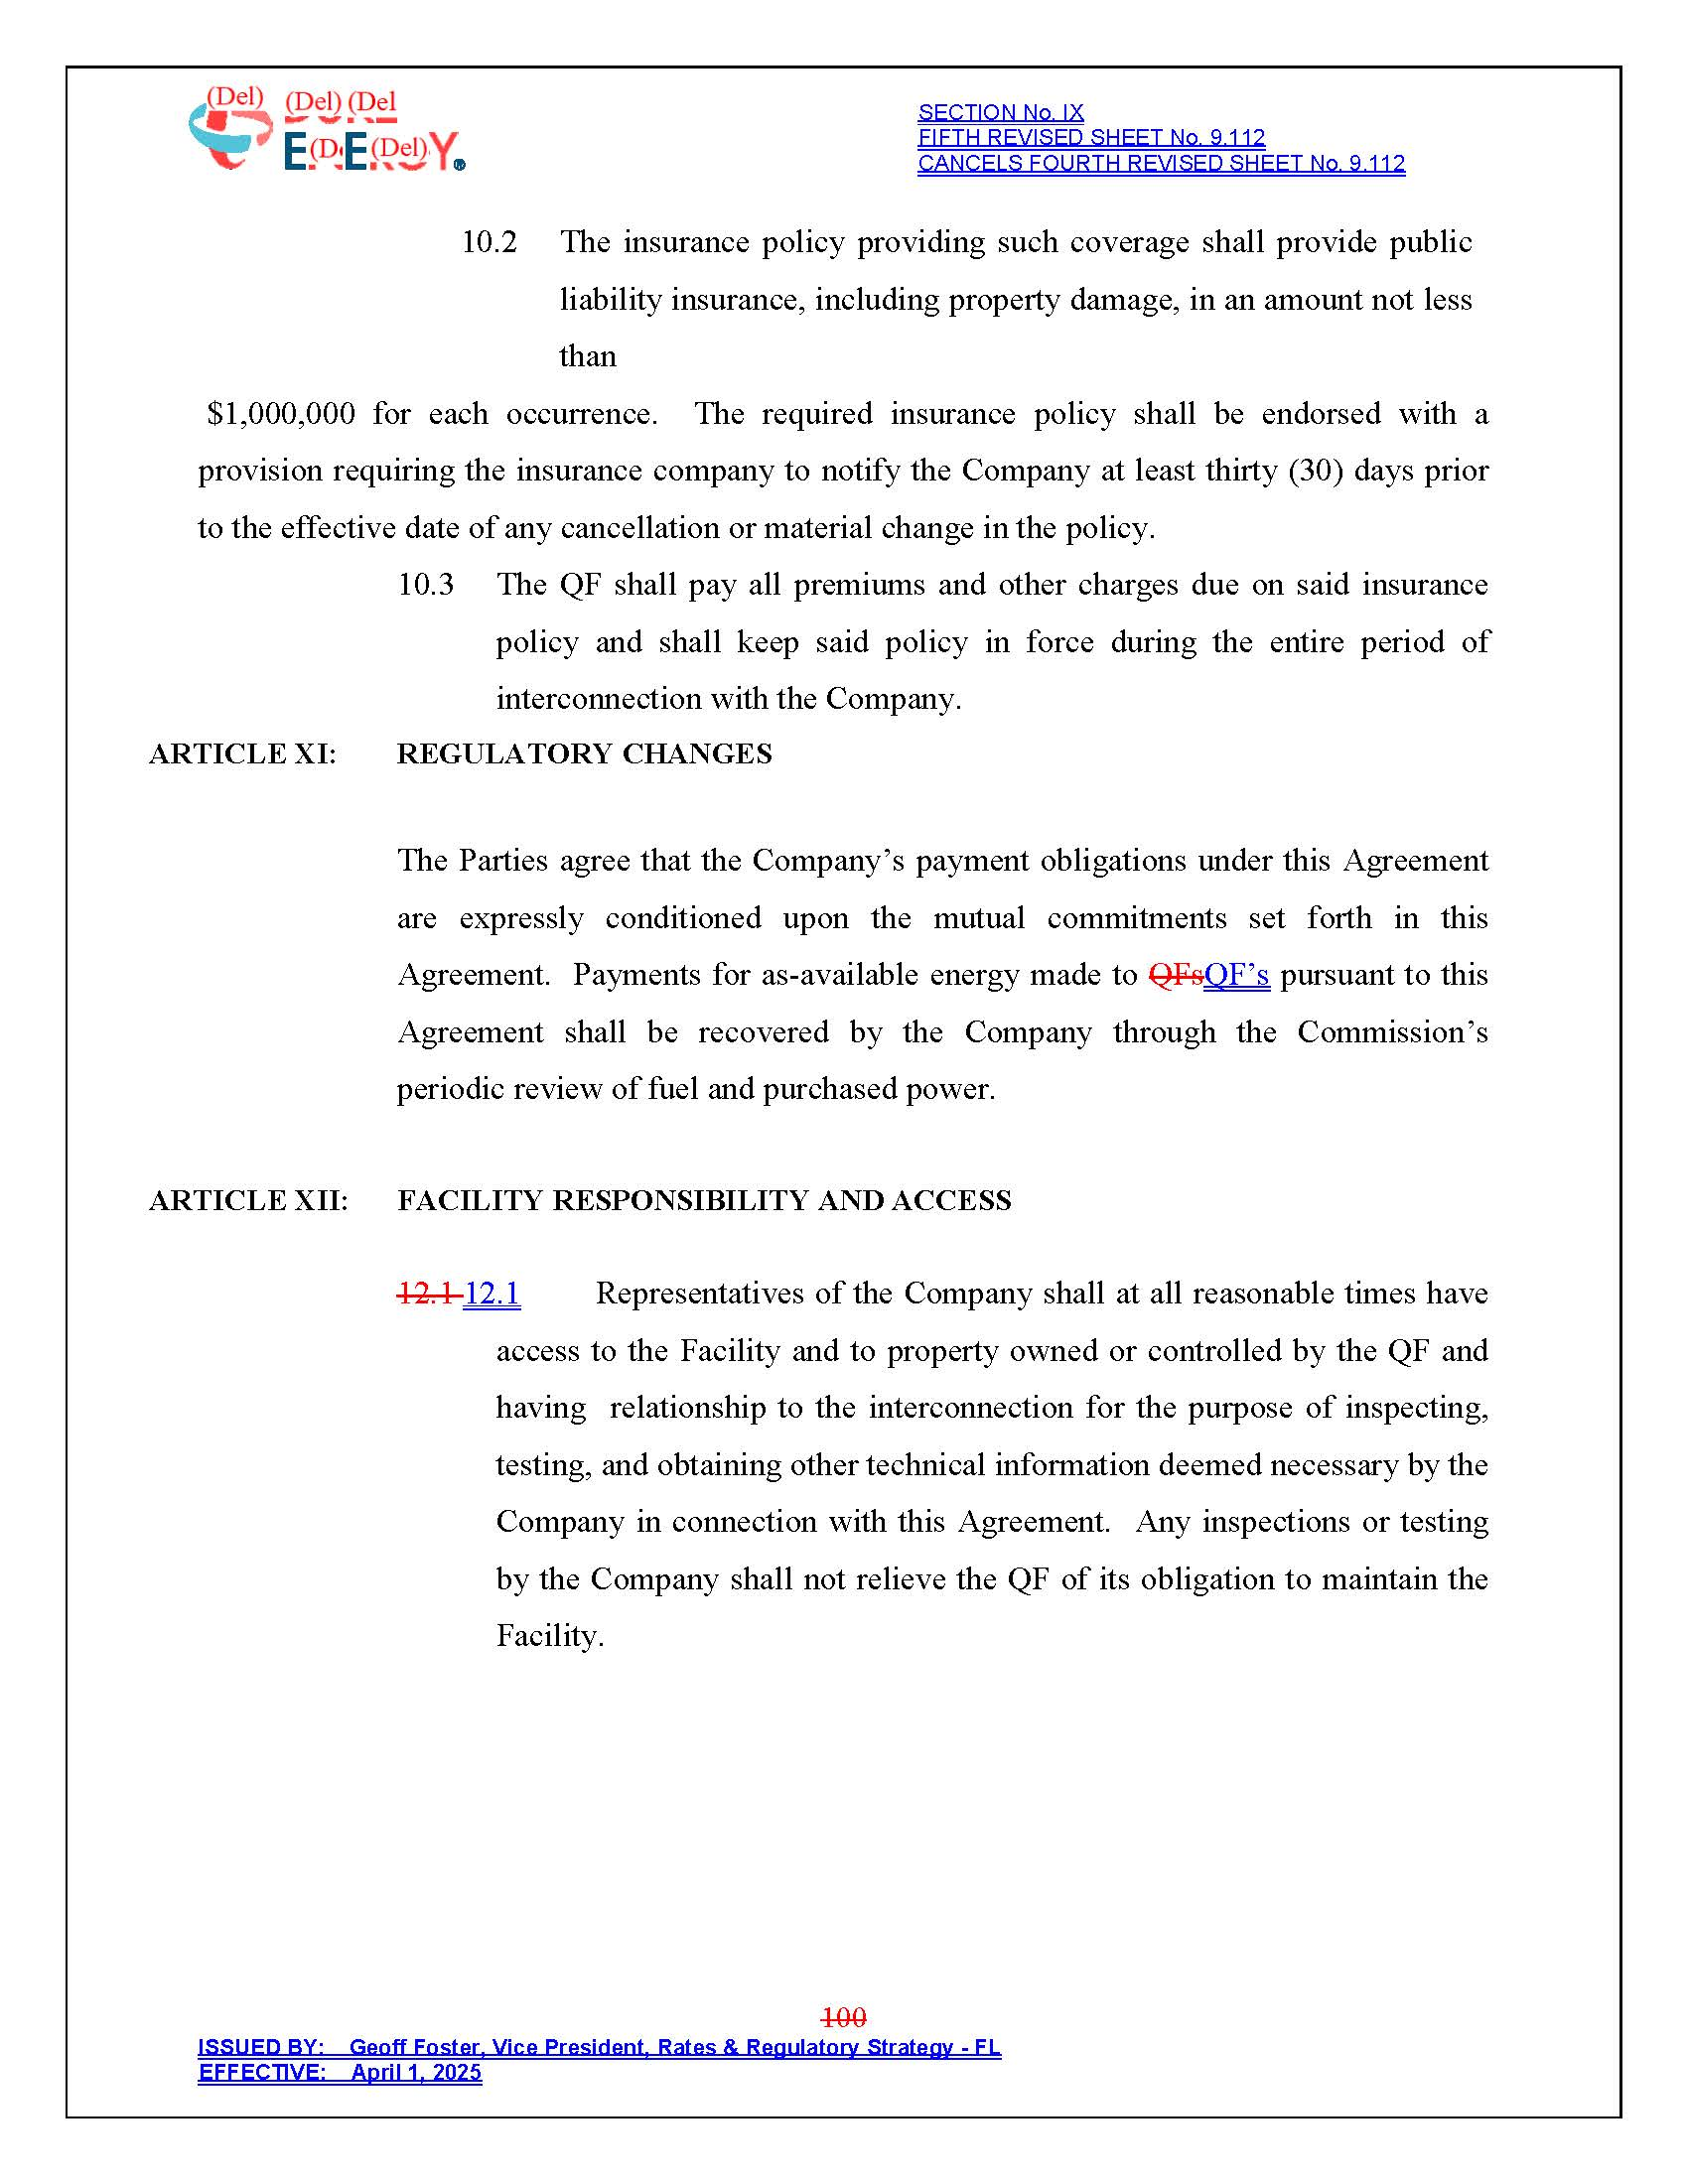 (Del) (Del) (Del
E(D E(Del)Y®
SECTION No. IX
FIFTH REVISED SHEET No. 9.112
CANCELS FOURTH REVISED SHEET No. 9.112
10.2 The insurance policy providing such coverage shall provide public
liability insurance, including property damage, in an amount not less
than
$1,000,000 for each occurrence. The required insurance policy shall be endorsed with a
provision requiring the insurance company to notify the Company at least thirty (30) days prior
to the effective date of any cancellation or material change in the policy.
10.3 The QF shall pay all premiums and other charges due on said insurance
policy and shall keep said policy in force during the entire period of
interconnection with the Company.
ARTICLE XI: REGULATORY CHANGES
The Parties agree that the Company’s payment obligations under this Agreement
are expressly conditioned upon the mutual commitments set forth in this
Agreement. Payments for as-available energy made to QFsQF’s pursuant to this
Agreement shall be recovered by the Company through the Commission’s
periodic review of fuel and purchased power.
ARTICLE XII: FACILITY RESPONSIBILITY AND ACCESS
12.1 12.1 Representatives of the Company shall at all reasonable times have
access to the Facility and to property owned or controlled by the QF and
having relationship to the interconnection for the purpose of inspecting,
testing, and obtaining other technical information deemed necessary by the
Company in connection with this Agreement. Any inspections or testing
by the Company shall not relieve the QF of its obligation to maintain the
Facility.
100
ISSUED BY: Geoff Foster, Vice President, Rates & Regulatory Strategy - FL
EFFECTIVE: April 1, 2025